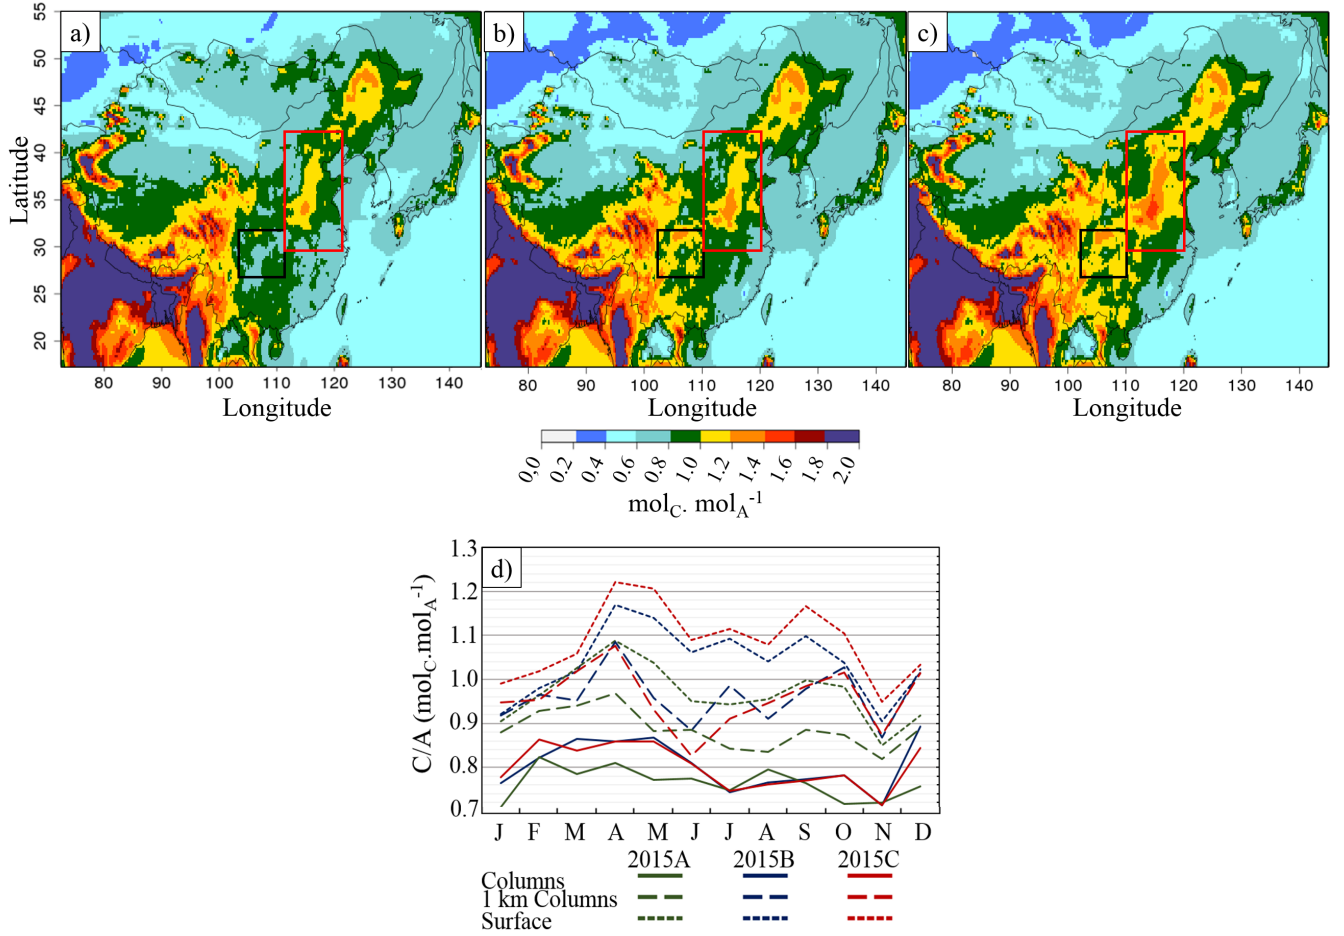 a)
b)
c)
55
50
45
40
35
30
25
20
Latitude
80 90 100 110 120 130 140
80 90 100 110 120 130 140
80 90 100 110 120 130 140
Longitude
Longitude
Longitude
0,0 0.2 0.4 0.6 0.8 1.0 1.2 1.4 1.6 1.8 2.0
mol_C. mol_A^-1
d)
1.3
1.2
1.1
1.0
0.9
0.8
0.7
C/A (mol_C.mol_A^-1)
J F M A M J J A S O N D
2015A 2015B 2015C
Columns
1 km Columns
Surface